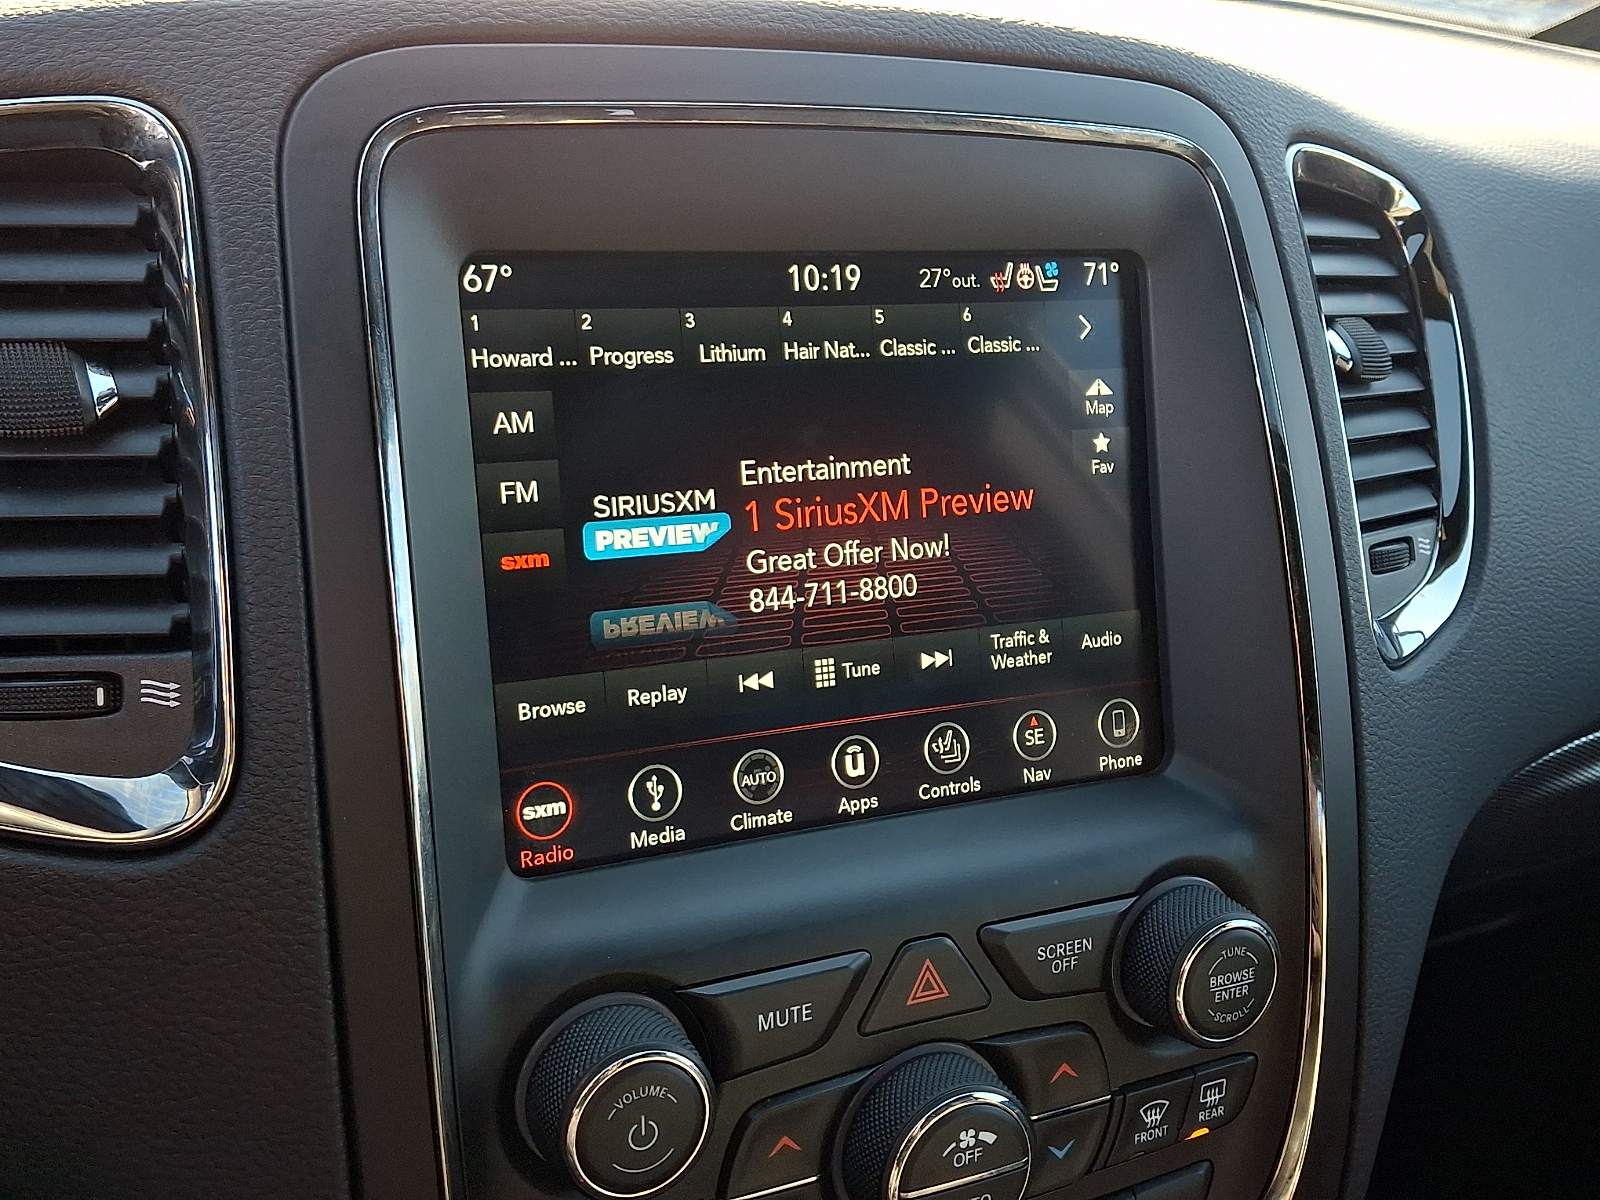 67° 10:19 27°out. 71°
1 2 3 4 5 6
Howard ... Progress Lithium Hair Nat... Classic ... Classic ...
AM
Map
FM
Fav
sxm
SIRIUSXM
PREVIEW
Entertainment
1 SiriusXM Preview
Great Offer Now!
844-711-8800
PREVIEW
Browse Replay Tune Traffic & Weather Audio
sxm AUTO û SE
Radio Media Climate Apps Controls Nav Phone
MUTE
SCREEN
OFF
TUNE
BROWSE
ENTER
SCROLL
VOLUME
OFF
FRONT
REAR